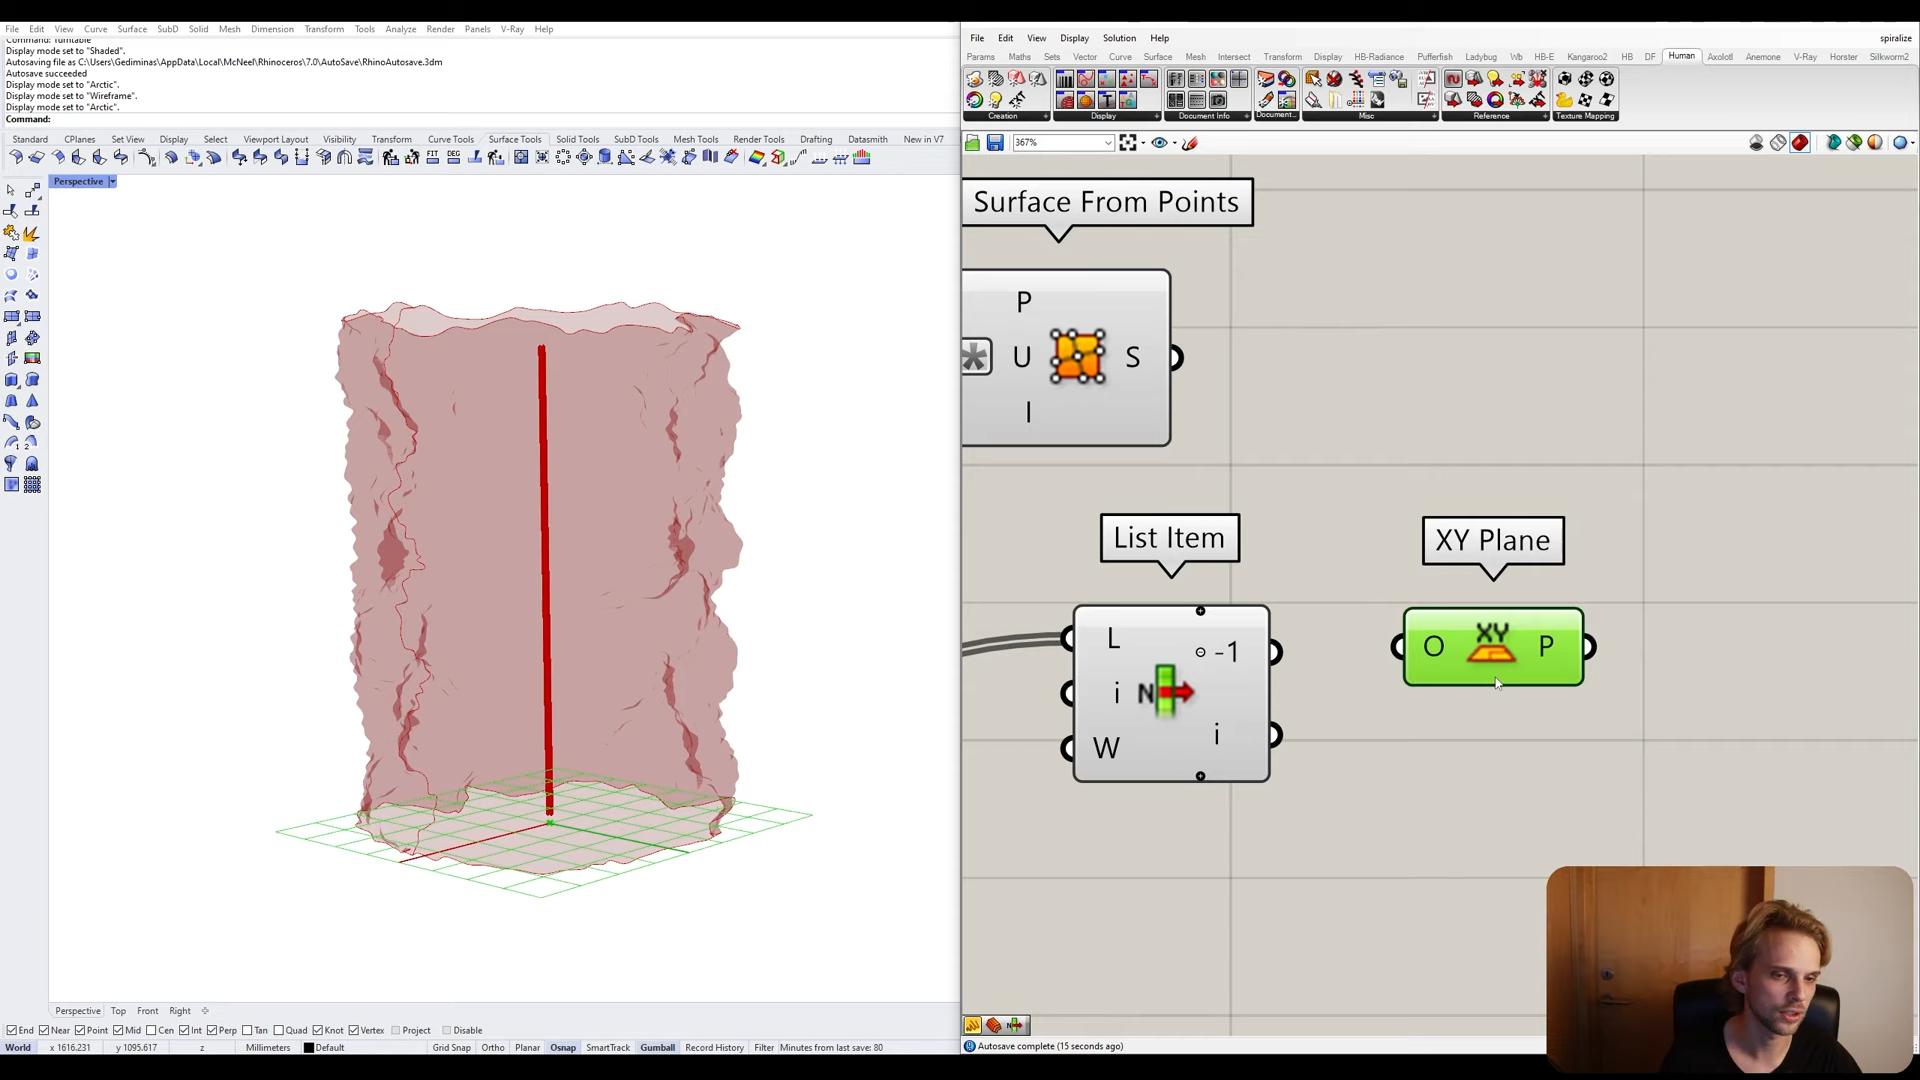 File Edit View Curve Surface SubD Solid Mesh Dimension Transform Tools Analyze Render Panels V-Ray Help
Display mode set to "Shaded".
Autosaving file as C:\Users\Gediminas\AppData\Local\McNeel\Rhinoceros\7.0\AutoSave\RhinoAutosave.3dm
Autosave succeeded
Display mode set to "Arctic".
Display mode set to "Wireframe".
Display mode set to "Arctic".
Command:
Standard CPlanes Set View Display Select Viewport Layout Visibility Transform Curve Tools Surface Tools Solid Tools SubD Tools Mesh Tools Render Tools Drafting Datasmith New in V7
Perspective
Perspective Top Front Right
End Near Point Mid Cen Int Perp Tan Quad Knot Vertex Project Disable
World x 1616.231 y 1095.617 z Millimeters Default Grid Snap Ortho Planar Osnap SmartTrack Gumball Record History Filter Minutes from last save: 80
File Edit View Display Solution Help
spiralize
Params Maths Sets Vector Curve Surface Mesh Intersect Transform Display HB-Radiance Pufferfish Ladybug Wb HB-E Kangaroo2 HB DF Human Axolotl Anemone V-Ray Horster Silkworm2
Creation Display Document Info Document... Misc Reference Texture Mapping
367%
Surface From Points
P
U S
I
List Item
L -1
i N
W i
XY Plane
O XY P
Autosave complete (15 seconds ago)